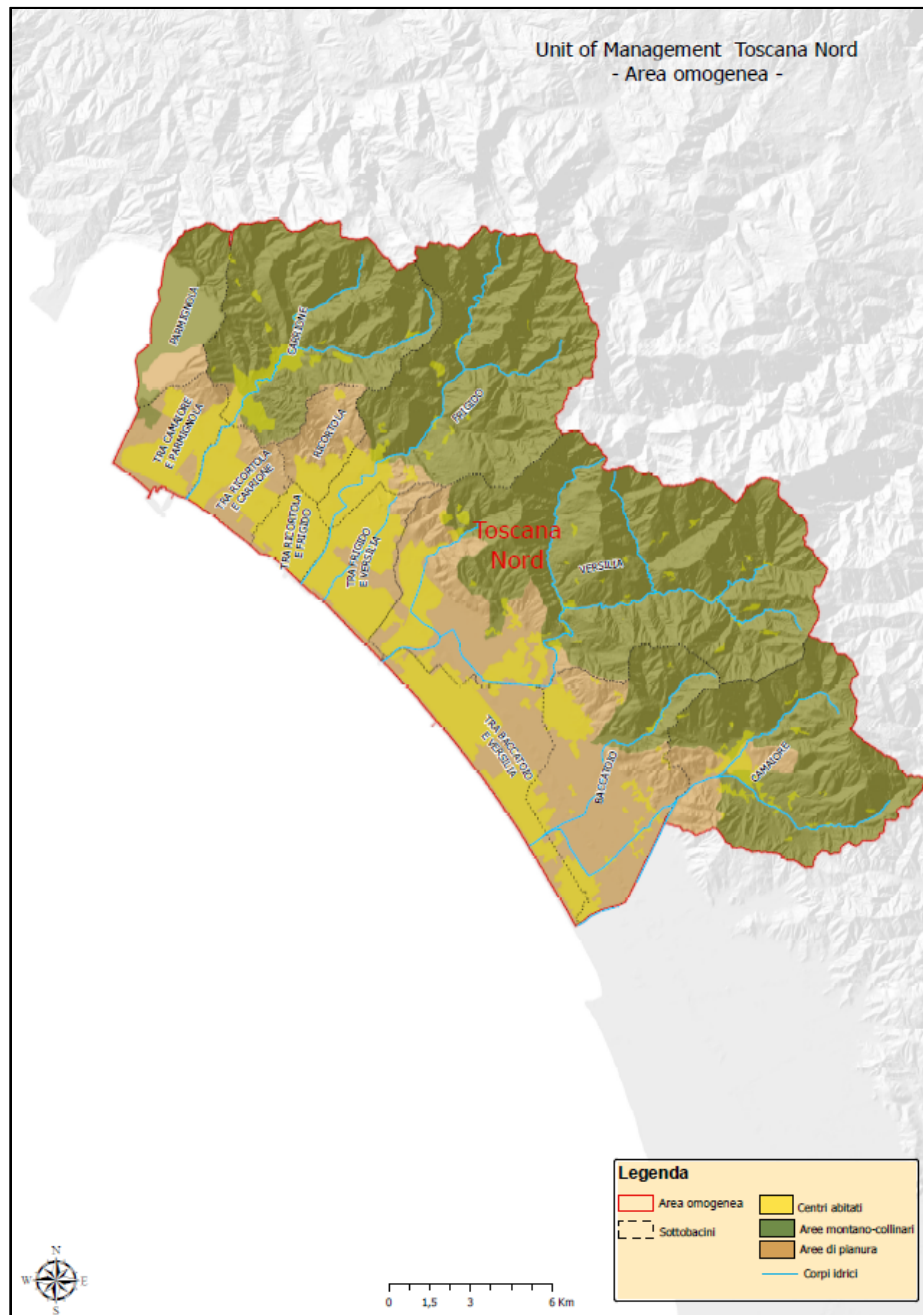 Unit of Management Toscana Nord
- Area omogenea -
PARMIGNOLA
CARRIONE
FRIGIDO
RICORTOLA
TRA CAMAIORE
E PARMIGNOLA
TRA RICORTOLA
E CARRIONE
TRA RICORTOLA
E FRIGIDO
TRA FRIGIDO
E VERSILIA
Toscana
Nord
VERSILIA
TRA BACCATOIO
E VERSILIA
BACCATOIO
CAMAIORE
Legenda
Area omogenea
Sottobacini
Centri abitati
Aree montano-collinari
Aree di pianura
Corpi idrici
N
W E
S
0 1,5 3 6 Km